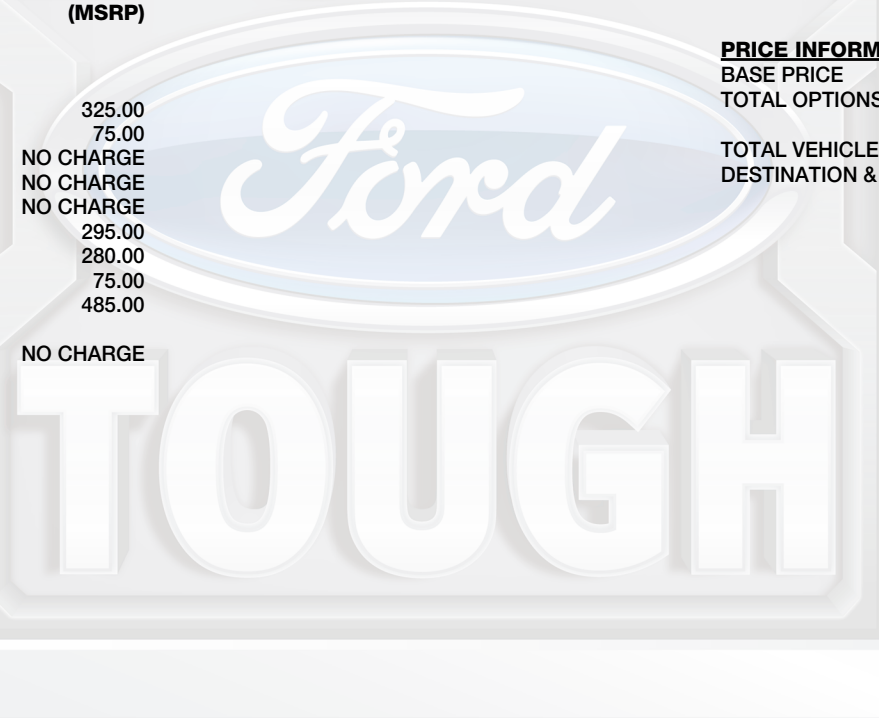 (MSRP)
325.00
75.00
NO CHARGE
NO CHARGE
NO CHARGE
295.00
280.00
75.00
485.00
NO CHARGE
PRICE INFORM
BASE PRICE
TOTAL OPTIONS
TOTAL VEHICLE
DESTINATION &
Ford
TOUGH